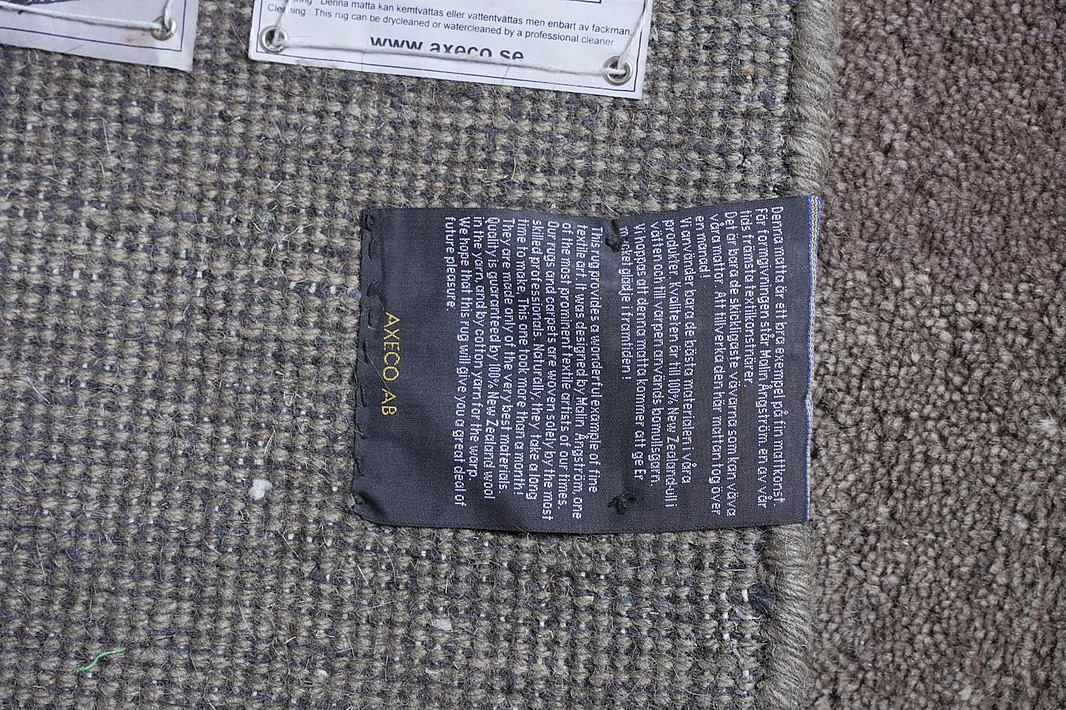 Denna matta kan kemtvättas eller vattentvättas men enbart av fackman.
This rug can be drycleaned or watercleaned by a professional cleaner
www.axeco.se
Denna matta är ett bra exempel på fin mattkonst.
För formgivningen står Malin Ångström, en av vår
tids främsta textilkonstnärer.
Det är bara de skickligaste vävarna som kan väva
våra mattor. Att tillverka den här mattan tog över
en månad!
Vi använder bara de bästa materialen i våra
produkter. Kvaliteten är till 100% New Zealand-ull i
väften och till varpen används bomullsgarn.
Vi hoppas att denna matta kommer att ge Er
mycket glädje i framtiden !
This rug provides a wonderful example of fine
textile art. It was designed by Malin Ångström, one
of the most prominent textile artists of our times.
Our rugs and carpets are woven solely by the most
skilled professionals. Naturally, they take a long
time to make. This one took more than a month!
They are made only of the very best materials.
Quality is guaranteed by 100% New Zealand wool
in the yarn, and by cotton yarn for the warp.
We hope that this rug will give you a great deal of
future pleasure.
AXECO AB